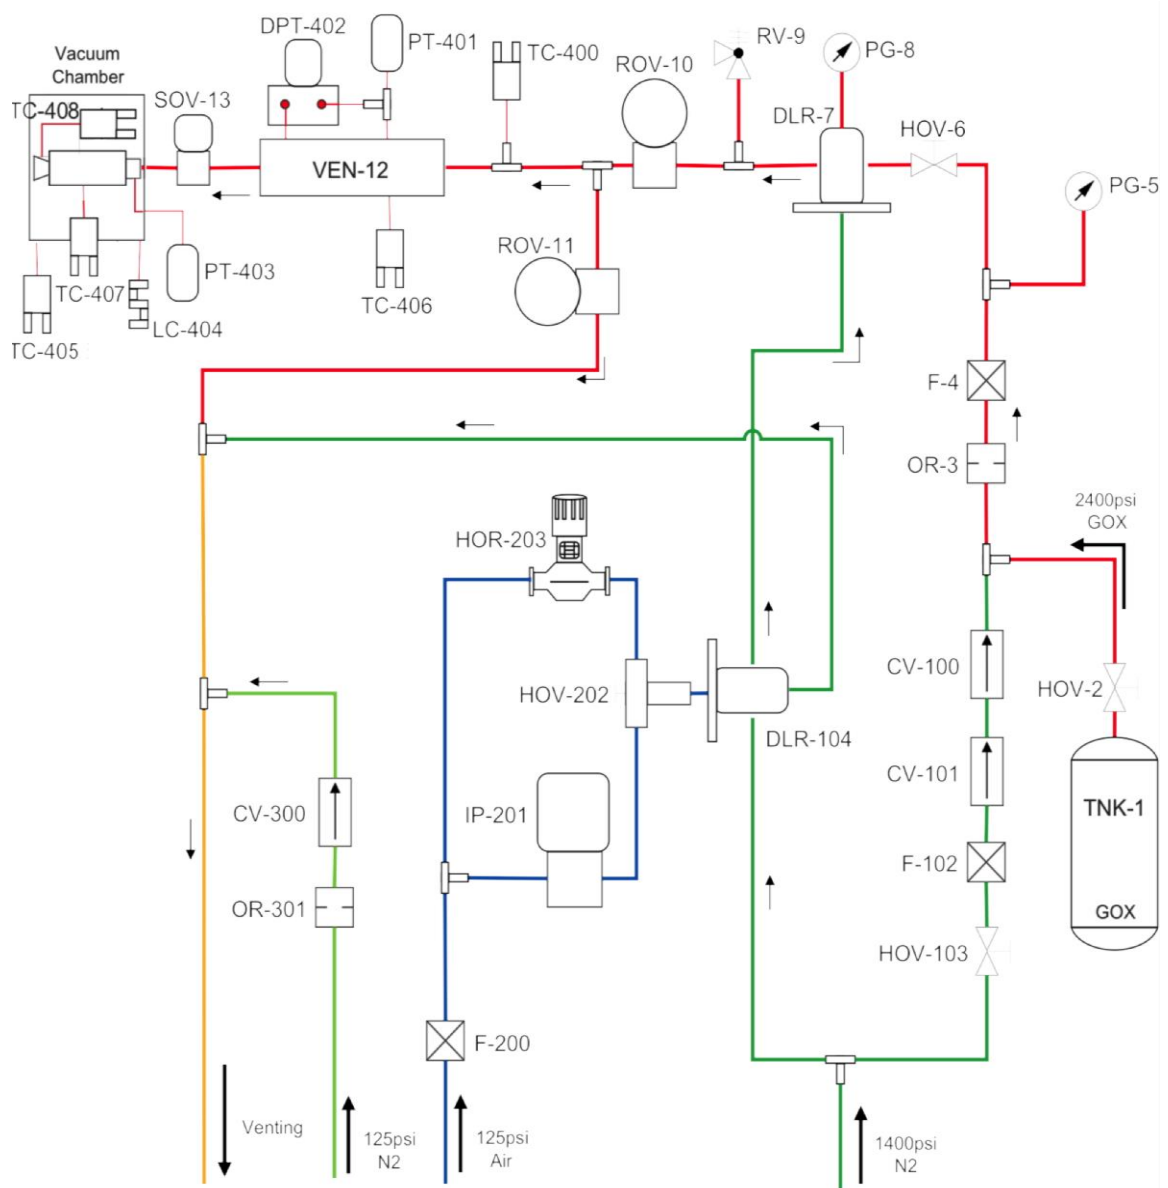 DPT-402
PT-401
RV-9
Vacuum
Chamber
TC-400
ROV-10
PG-8
TC-408
SOV-13
DLR-7
HOV-6
VEN-12
PG-5
ROV-11
PT-403
TC-407
TC-406
LC-404
TC-405
F-4
OR-3
2400psi
GOX
HOR-203
CV-100
HOV-2
HOV-202
DLR-104
CV-101
CV-300
IP-201
TNK-1
F-102
OR-301
GOX
HOV-103
F-200
Venting
125psi
N2
125psi
Air
1400psi
N2